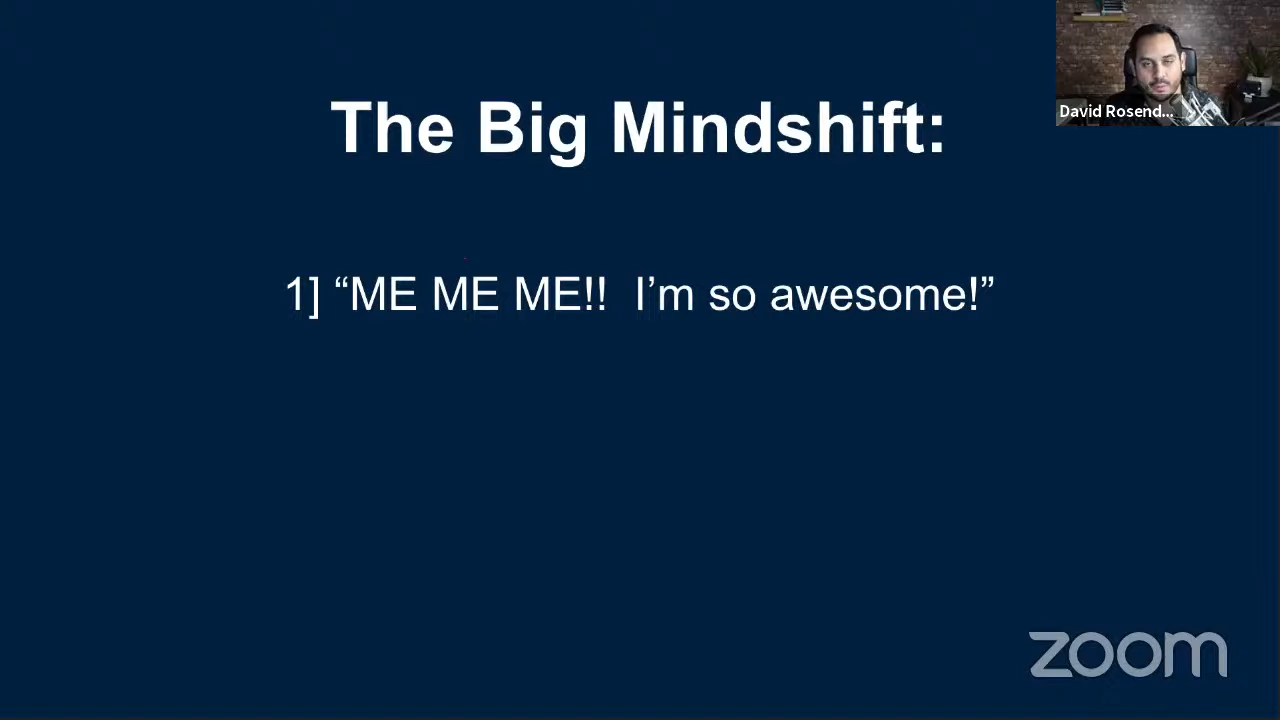 The Big Mindshift:
David Rosend...
1] “ME ME ME!!  I’m so awesome!”
zoom